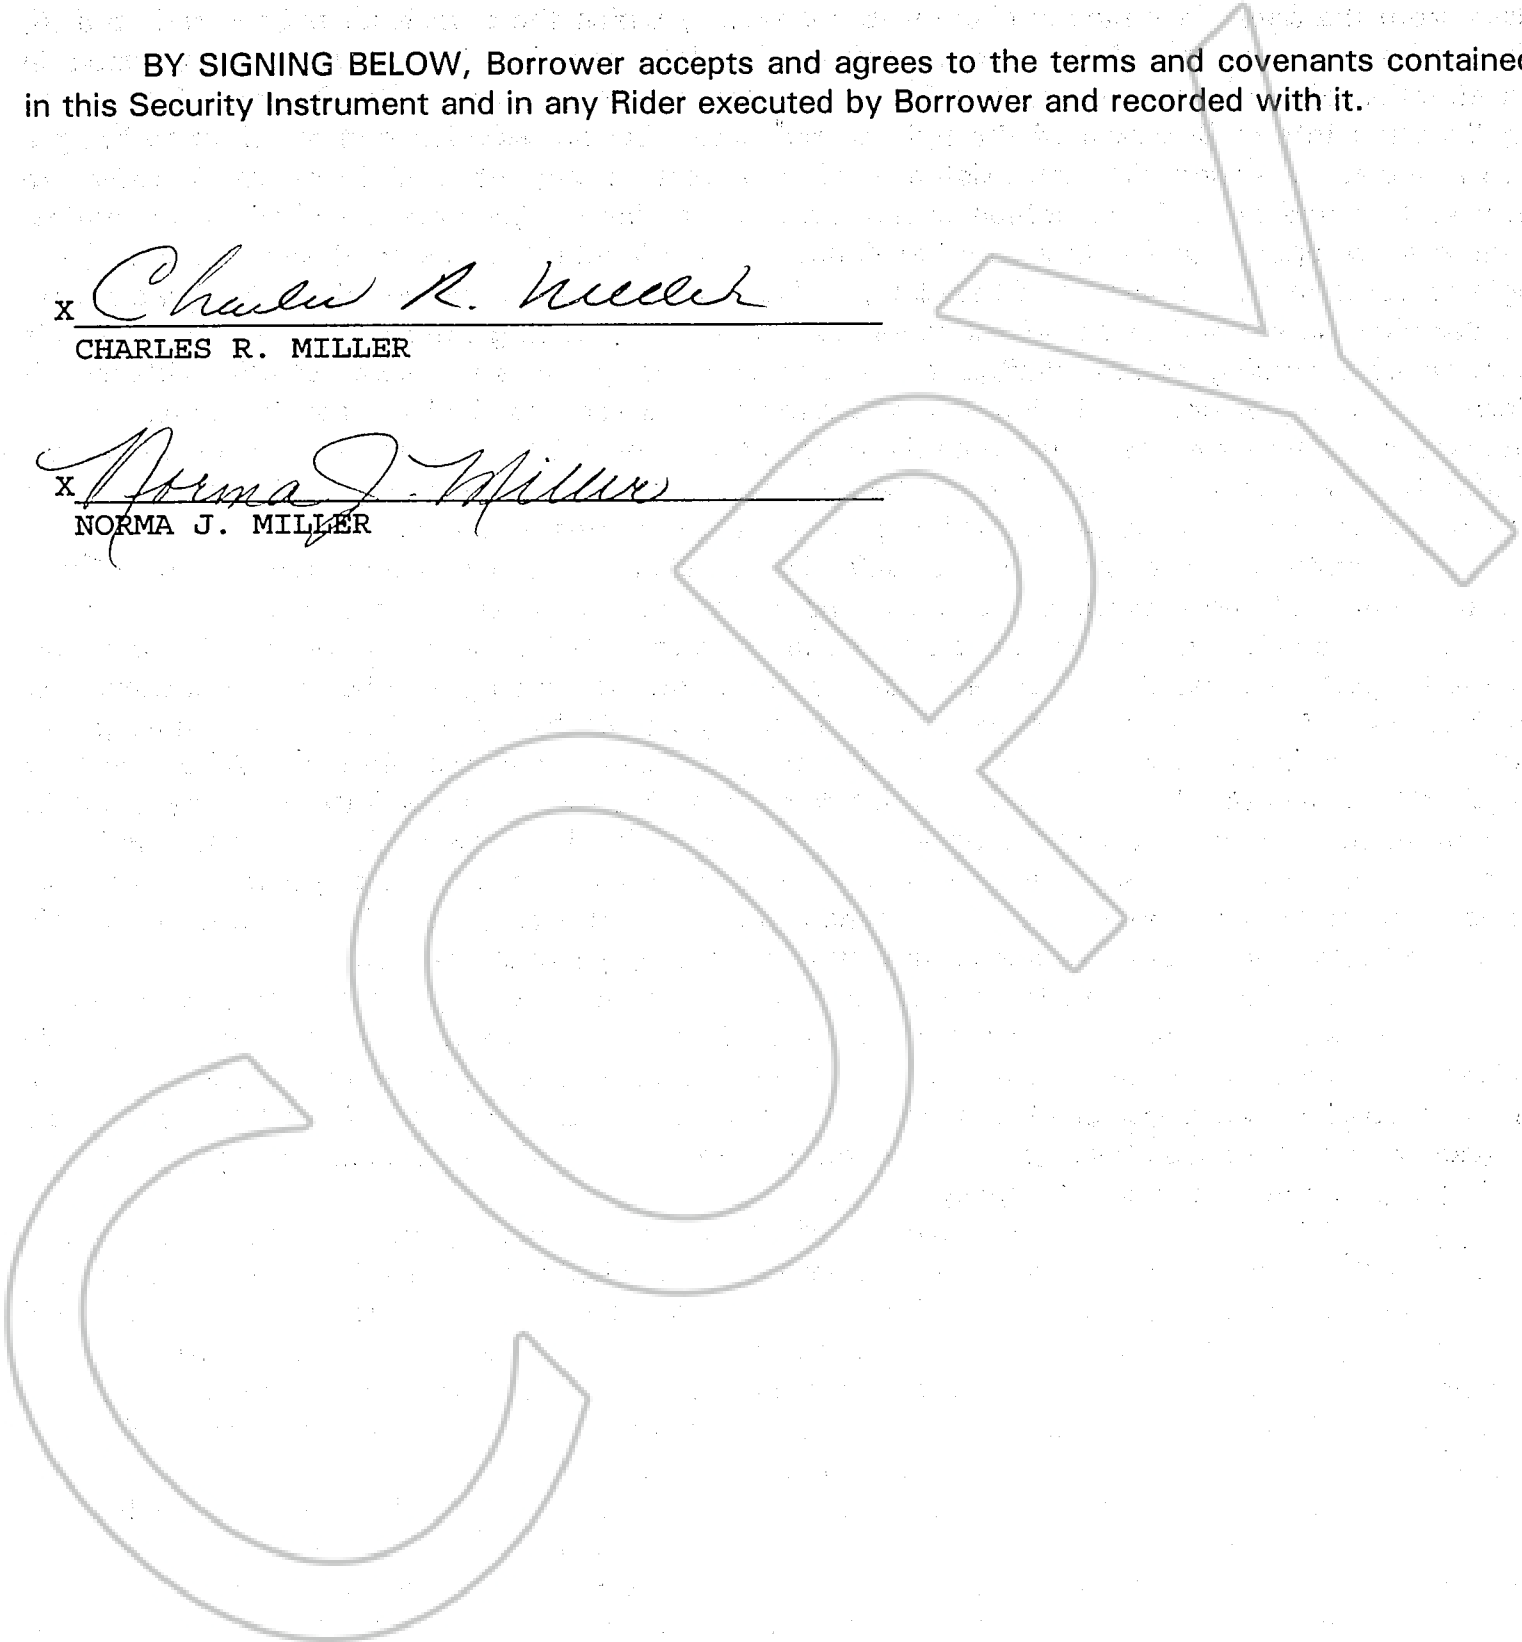 BY SIGNING BELOW, Borrower accepts and agrees to the terms and covenants contained
in this Security Instrument and in any Rider executed by Borrower and recorded with it.
X Charles R. Miller
CHARLES R. MILLER
X Norma J. Miller
NORMA J. MILLER
COPY